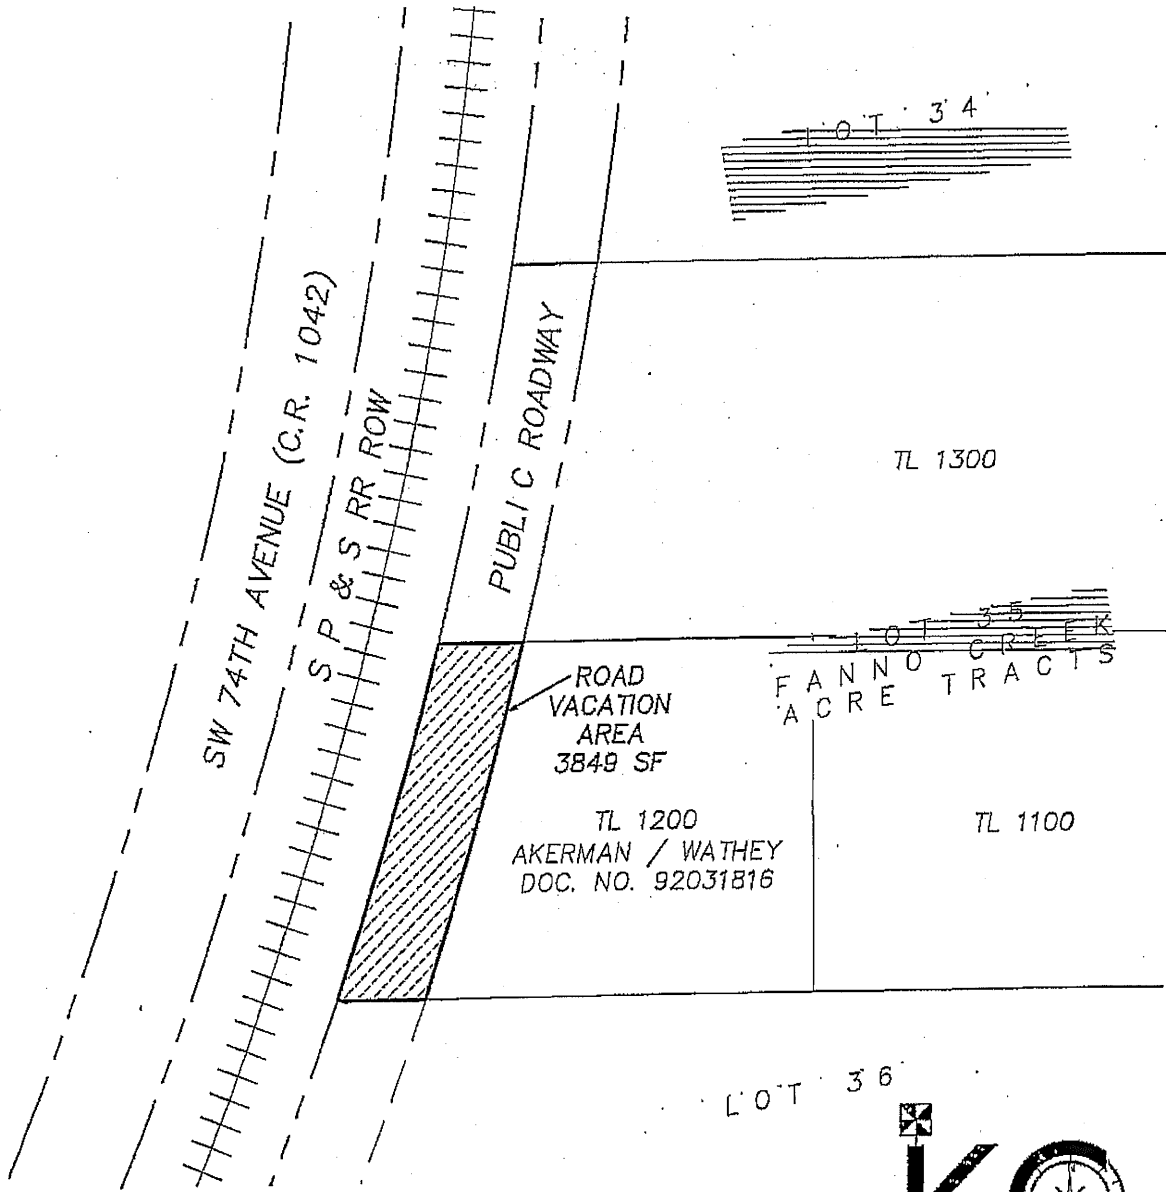 LOT 34
SW 74TH AVENUE (C.R. 1042)
S P & S RR ROW
PUBLIC ROADWAY
TL 1300
LOT 35
FANNO CREEK
ACRE TRACTS
ROAD
VACATION
AREA
3849 SF
TL 1200
AKERMAN / WATHEY
DOC. NO. 92031816
TL 1100
LOT 36